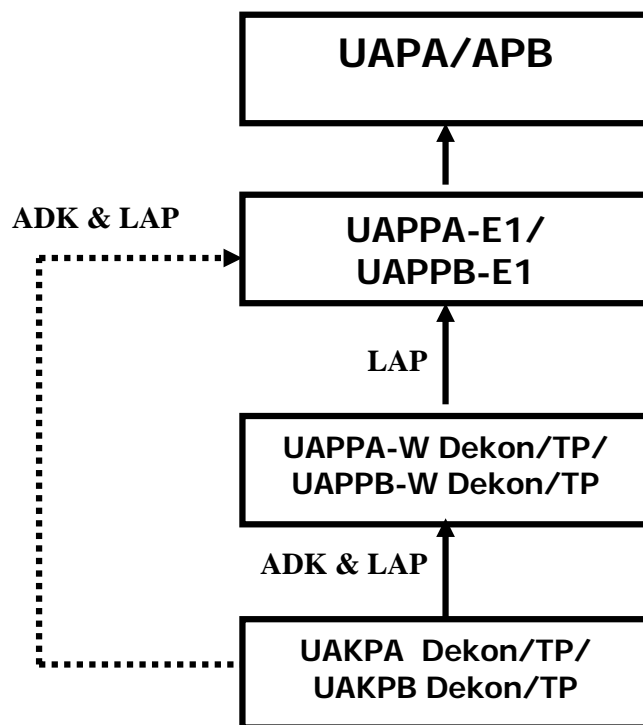 UAPA/APB
ADK & LAP
UAPPA-E1/
UAPPB-E1
LAP
UAPPA-W Dekon/TP/
UAPPB-W Dekon/TP
ADK & LAP
UAKPA Dekon/TP/
UAKPB Dekon/TP